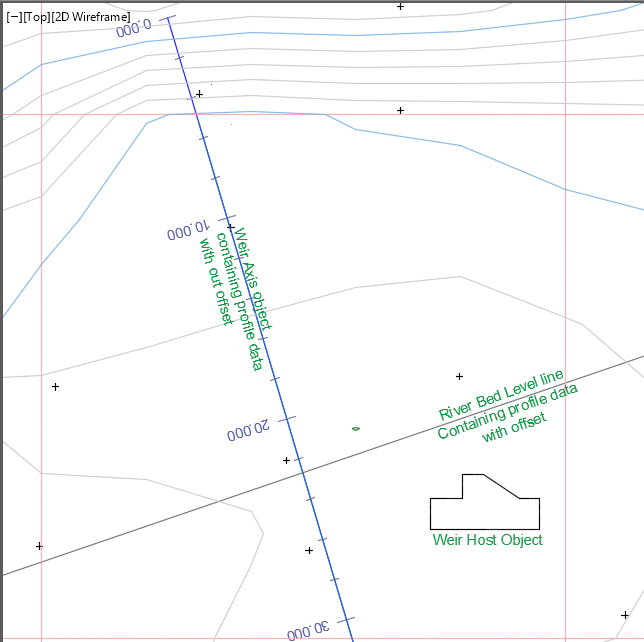 [−][Top][2D Wireframe]
0.000
10.000
Weir Axis object
containing profile data
with out offset
River Bed Level line
Containing profile data
with offset
20.000
Weir Host Object
30.000